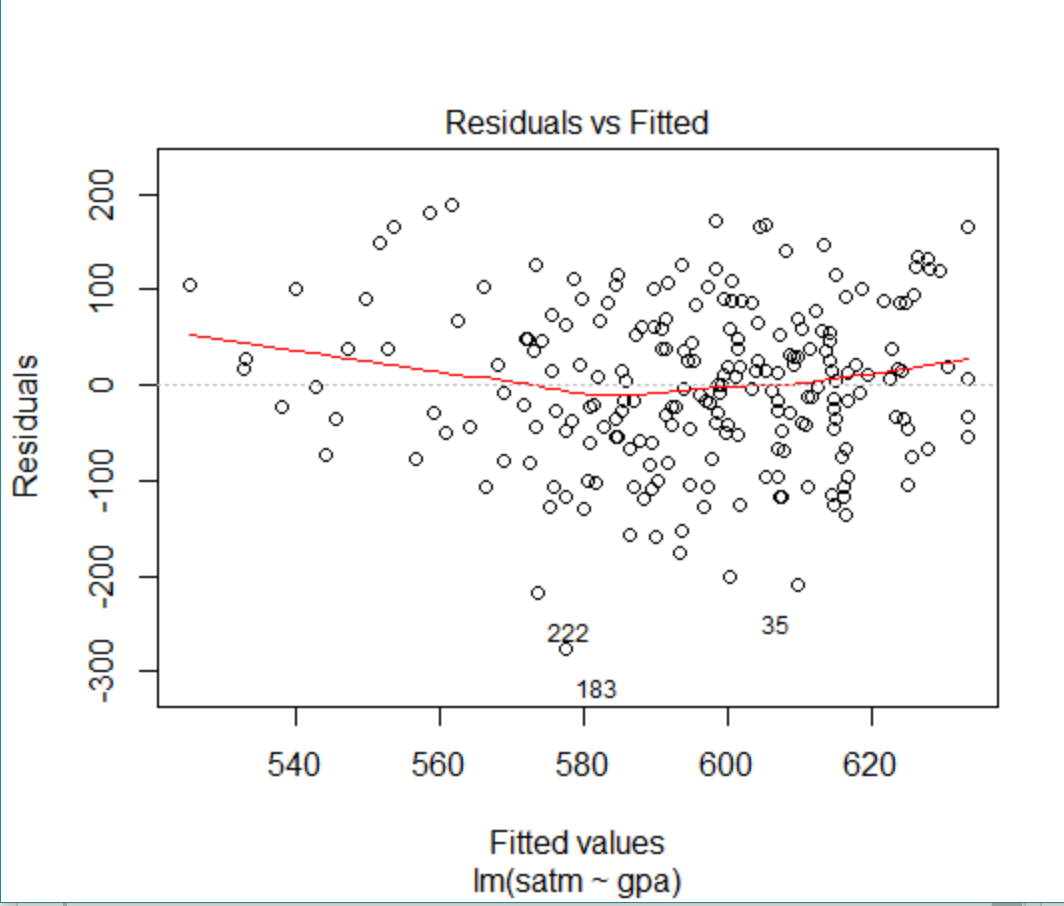 Residuals vs Fitted
200
100
0
-100
-200
-300
Residuals
222
35
183
540 560 580 600 620
Fitted values
lm(satm ~ gpa)